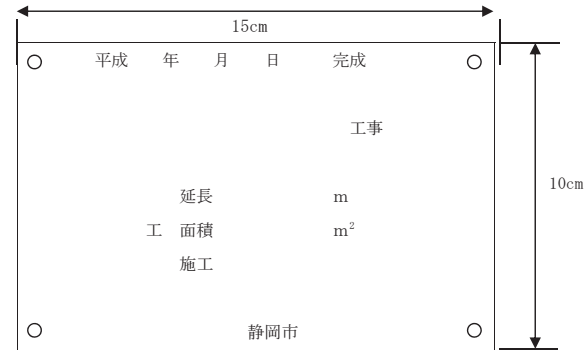 15cm
平成 年 月 日 完成
工事
10cm
延長 m
工 面積 m²
施工
静岡市